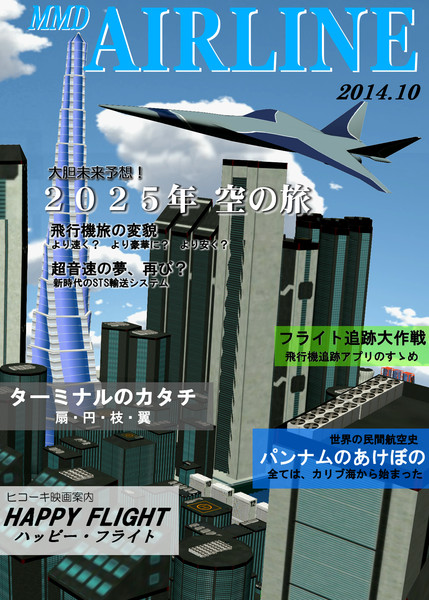 MMD
AIRLINE
2014.10
大胆未来予想！
２０２５年 空の旅
飛行機旅の変貌
より速く？ より豪華に？ より安く？
超音速の夢、再び？
新時代のSTS輸送システム
フライト追跡大作戦
飛行機追跡アプリのすゝめ
ターミナルのカタチ
扇・円・枝・翼
世界の民間航空史
パンナムのあけぼの
全ては、カリブ海から始まった
ヒコーキ映画案内
HAPPY FLIGHT
ハッピー・フライト